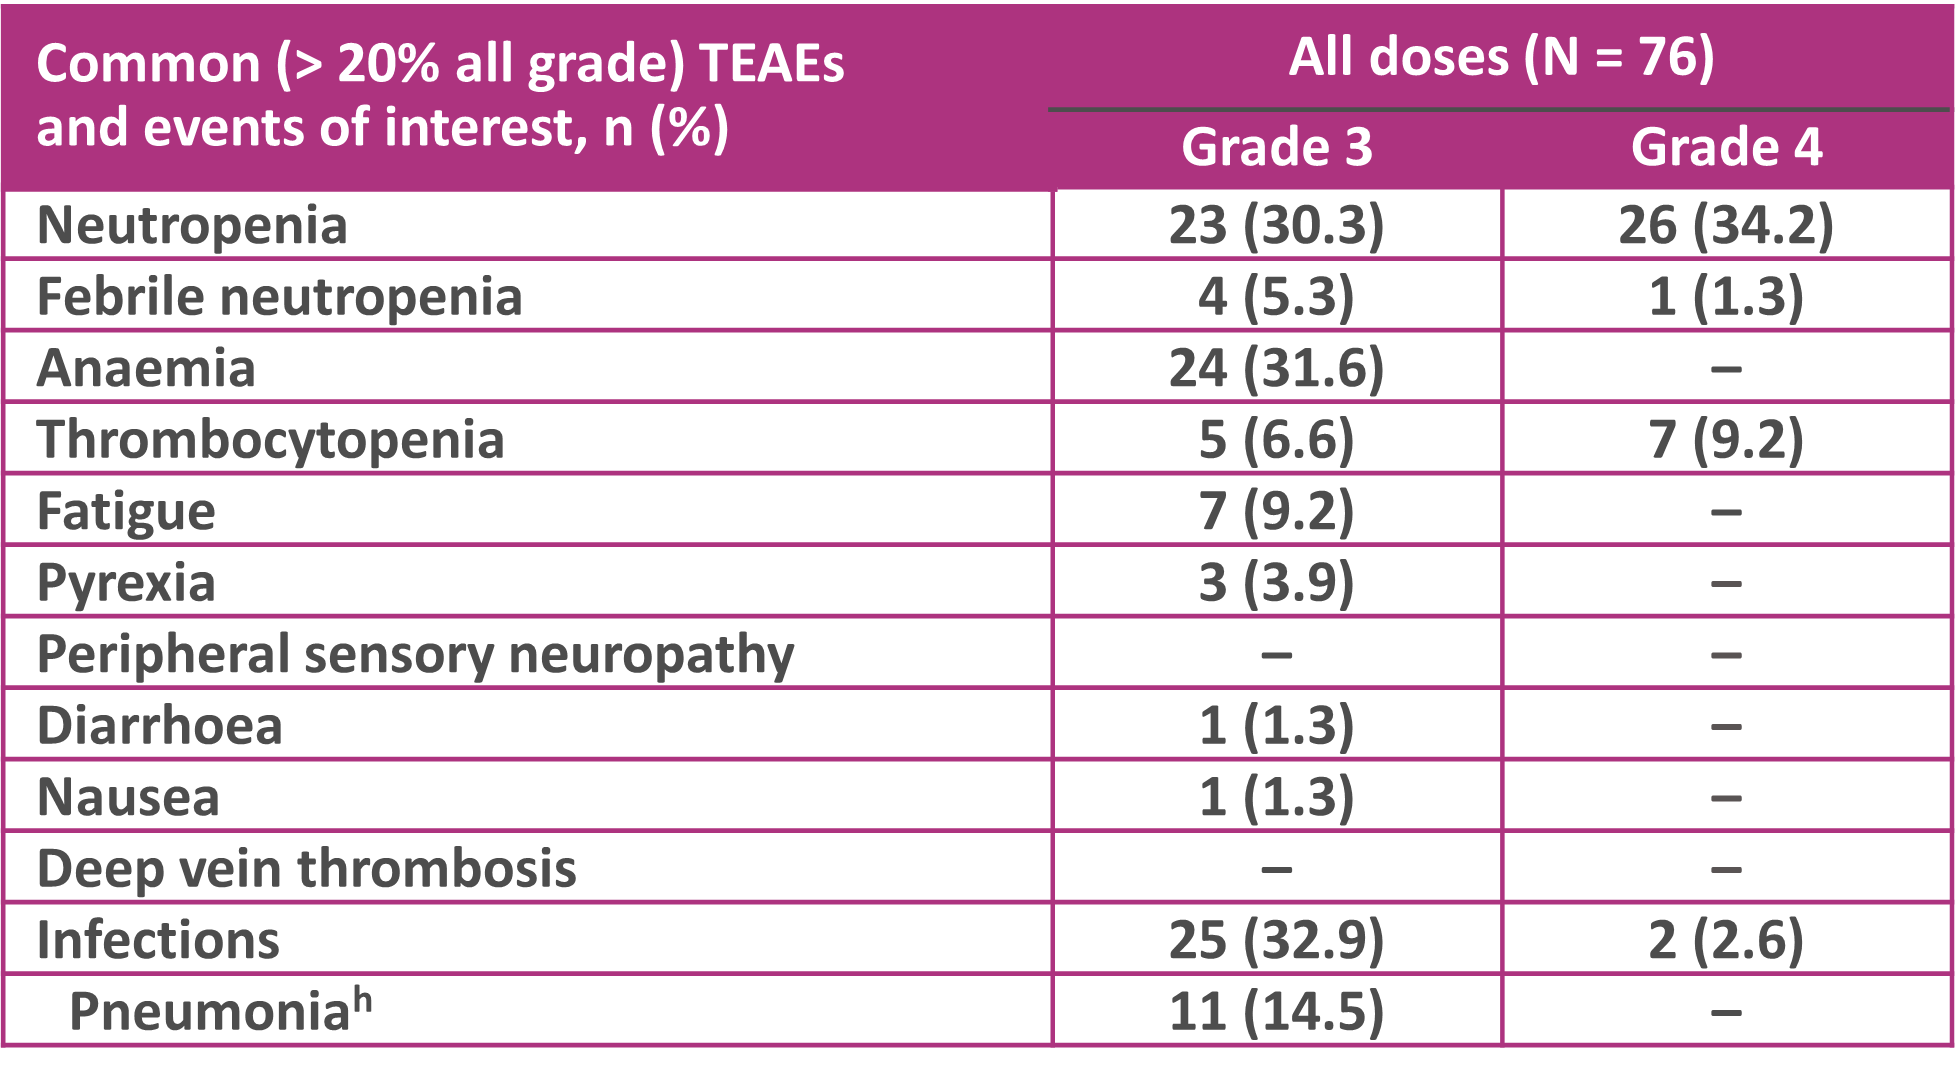 Common (> 20% all grade) TEAEs
and events of interest, n (%)
All doses (N = 76)
Grade 3 Grade 4
Neutropenia 23 (30.3) 26 (34.2)
Febrile neutropenia 4 (5.3) 1 (1.3)
Anaemia 24 (31.6) –
Thrombocytopenia 5 (6.6) 7 (9.2)
Fatigue 7 (9.2) –
Pyrexia 3 (3.9) –
Peripheral sensory neuropathy – –
Diarrhoea 1 (1.3) –
Nausea 1 (1.3) –
Deep vein thrombosis – –
Infections 25 (32.9) 2 (2.6)
Pneumoniaʰ 11 (14.5) –